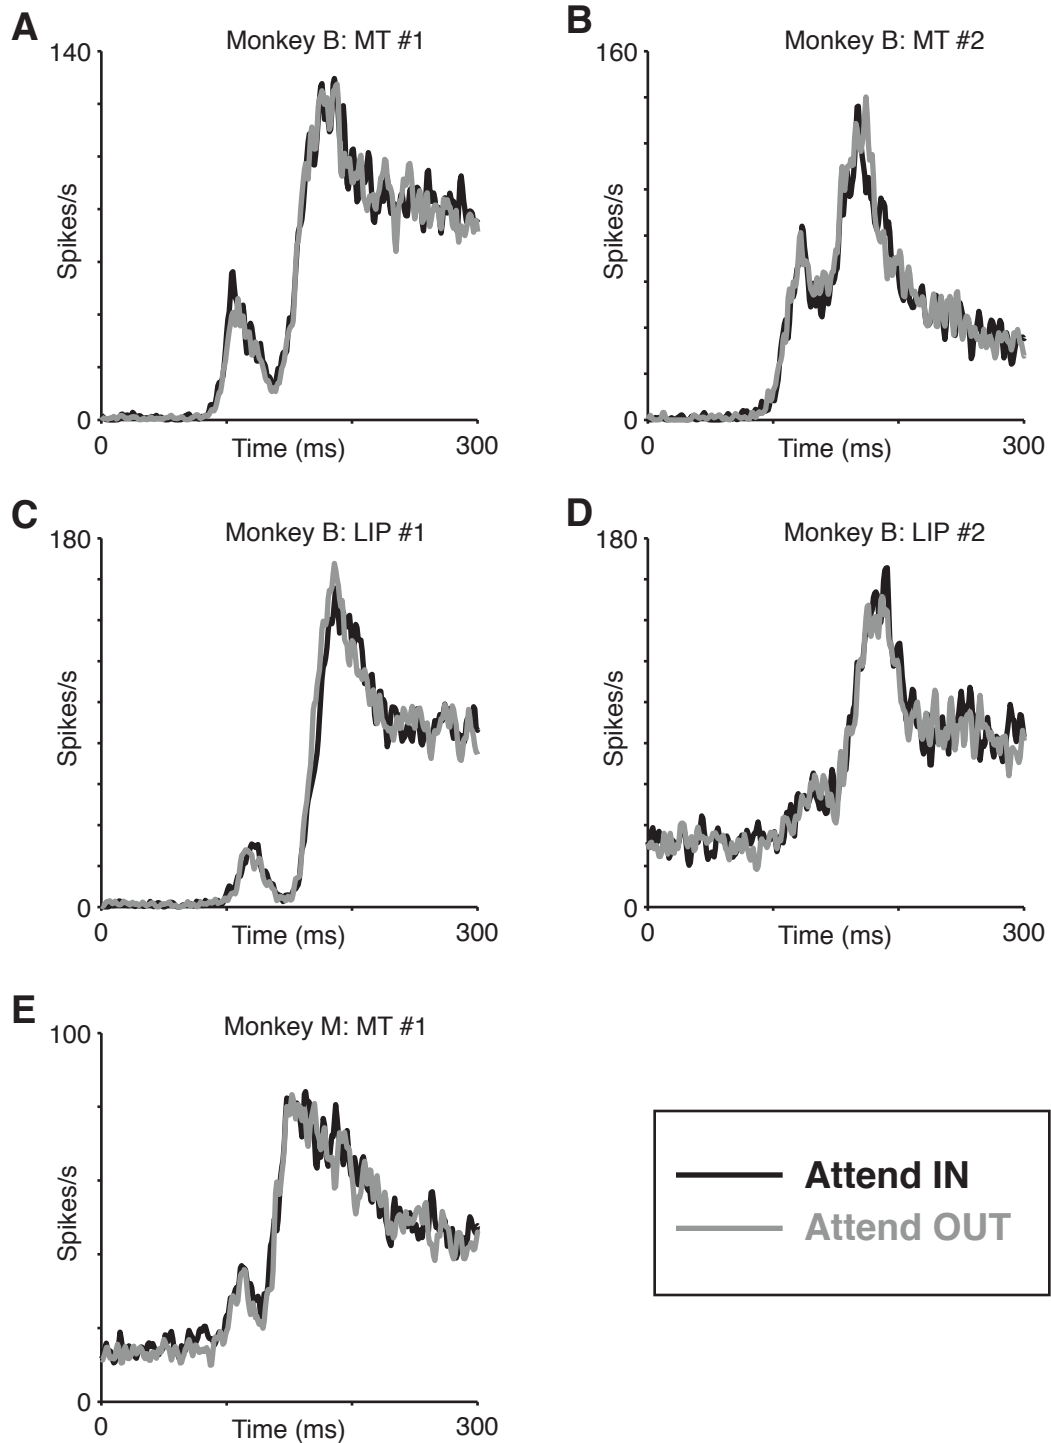 A
Monkey B: MT #1
140
Spikes/s
0
0
Time (ms)
300
B
Monkey B: MT #2
160
Spikes/s
0
0
Time (ms)
300
C
Monkey B: LIP #1
180
Spikes/s
0
0
Time (ms)
300
D
Monkey B: LIP #2
180
Spikes/s
0
0
Time (ms)
300
E
Monkey M: MT #1
100
Spikes/s
0
0
Time (ms)
300
Attend IN
Attend OUT